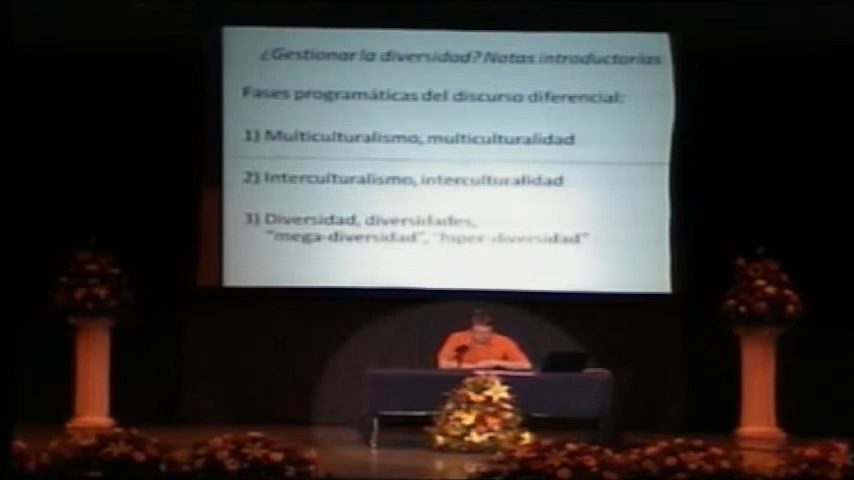 ¿Gestionar la diversidad? Notas introductorias
Fases programáticas del discurso diferencial:
1) Multiculturalismo, multiculturalidad
2) Interculturalismo, interculturalidad
3) Diversidad, diversidades,
"mega-diversidad", "hiper-diversidad"